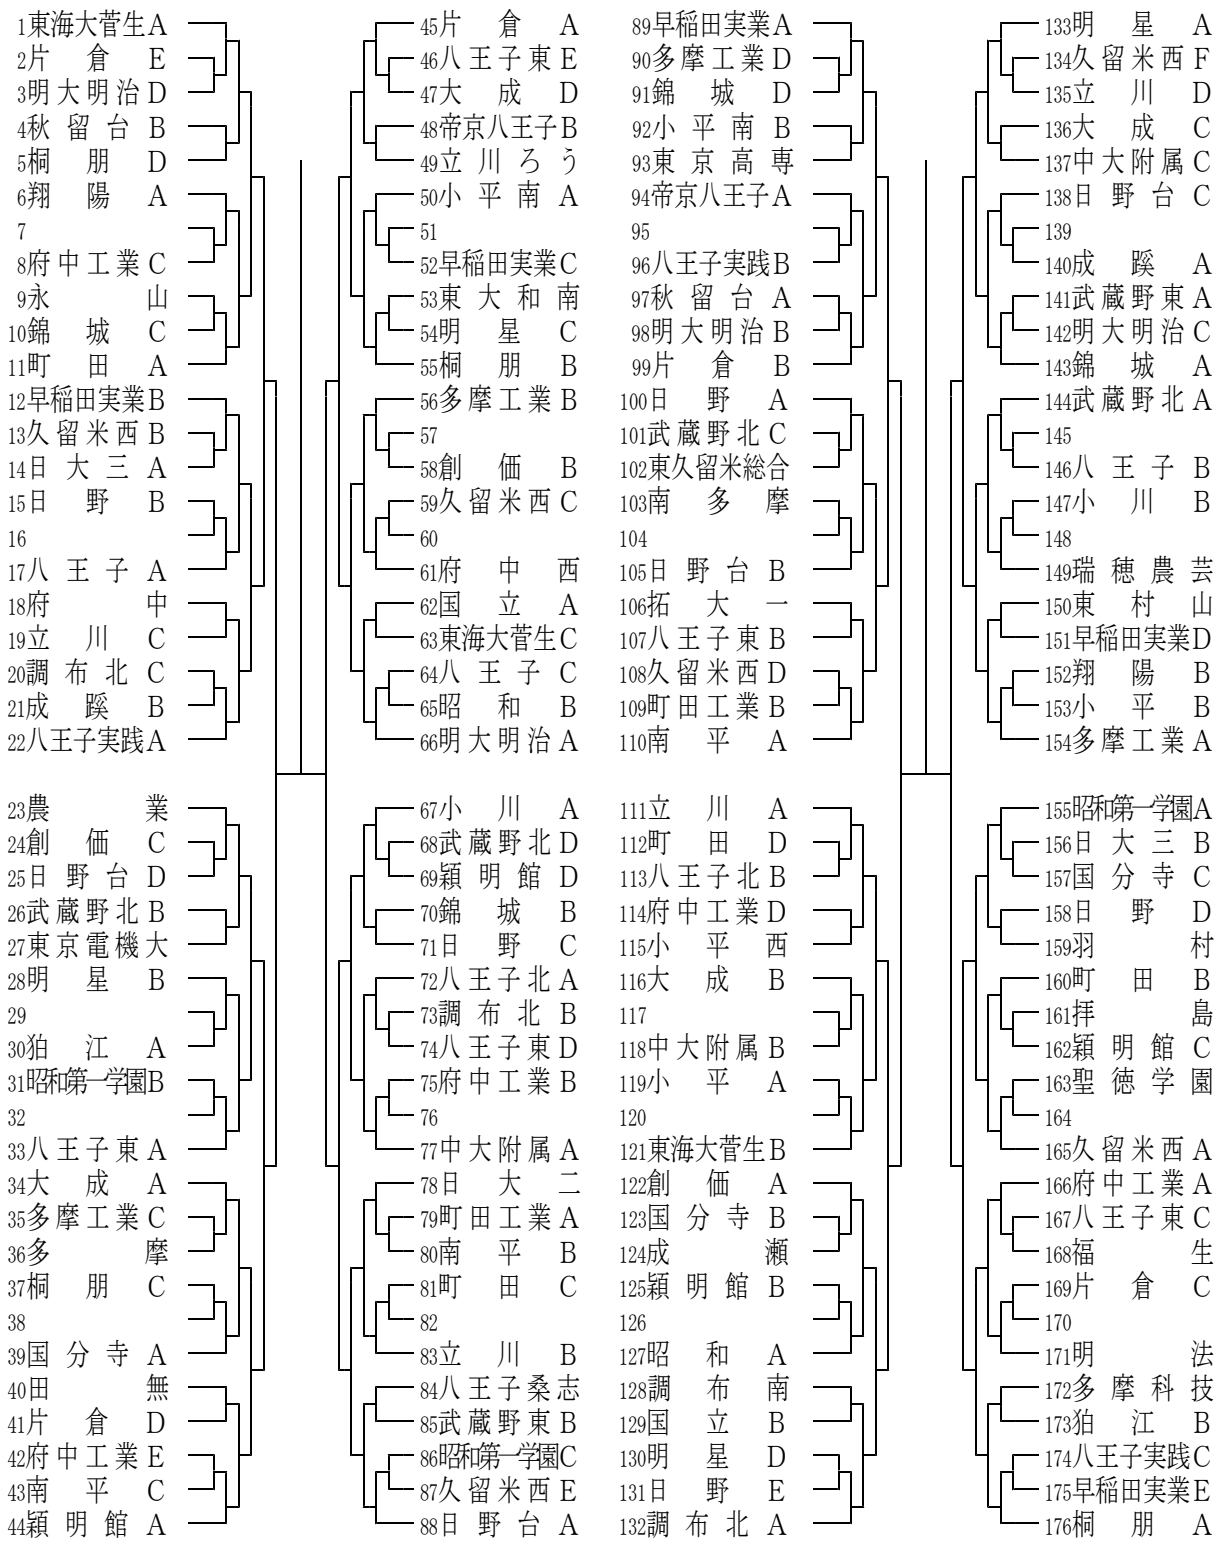 1東海大菅生A
2片倉E
3明大明治D
4秋留台B
5桐朋D
6翔陽A
7
8府中工業C
9永山
10錦城C
11町田A
12早稲田実業B
13久留米西B
14日大三A
15日野B
16
17八王子A
18府中
19立川C
20調布北C
21成蹊B
22八王子実践A
23農業
24創価C
25日野台D
26武蔵野北B
27東京電機大
28明星B
29
30狛江A
31昭和第一学園B
32
33八王子東A
34大成A
35多摩工業C
36多摩
37桐朋C
38
39国分寺A
40田無
41片倉D
42府中工業E
43南平C
44穎明館A
45片倉A
46八王子東E
47大成D
48帝京八王子B
49立川ろう
50小平南A
51
52早稲田実業C
53東大和南
54明星C
55桐朋B
56多摩工業B
57
58創価B
59久留米西C
60
61府中西
62国立A
63東海大菅生C
64八王子C
65昭和B
66明大明治A
67小川A
68武蔵野北D
69穎明館D
70錦城B
71日野C
72八王子北A
73調布北B
74八王子東D
75府中工業B
76
77中大附属A
78日大二
79町田工業A
80南平B
81町田C
82
83立川B
84八王子桑志
85武蔵野東B
86昭和第一学園C
87久留米西E
88日野台A
89早稲田実業A
90多摩工業D
91錦城D
92小平南B
93東京高専
94帝京八王子A
95
96八王子実践B
97秋留台A
98明大明治B
99片倉B
100日野A
101武蔵野北C
102東久留米総合
103南多摩
104
105日野台B
106拓大一
107八王子東B
108久留米西D
109町田工業B
110南平A
111立川A
112町田D
113八王子北B
114府中工業D
115小平西
116大成B
117
118中大附属B
119小平A
120
121東海大菅生B
122創価A
123国分寺B
124成瀬
125穎明館B
126
127昭和A
128調布南
129国立B
130明星D
131日野E
132調布北A
133明星A
134久留米西F
135立川D
136大成C
137中大附属C
138日野台C
139
140成蹊A
141武蔵野東A
142明大明治C
143錦城A
144武蔵野北A
145
146八王子B
147小川B
148
149瑞穂農芸
150東村山
151早稲田実業D
152翔陽B
153小平B
154多摩工業A
155昭和第一学園A
156日大三B
157国分寺C
158日野D
159羽村
160町田B
161拝島
162穎明館C
163聖徳学園
164
165久留米西A
166府中工業A
167八王子東C
168福生
169片倉C
170
171明法
172多摩科技
173狛江B
174八王子実践C
175早稲田実業E
176桐朋A